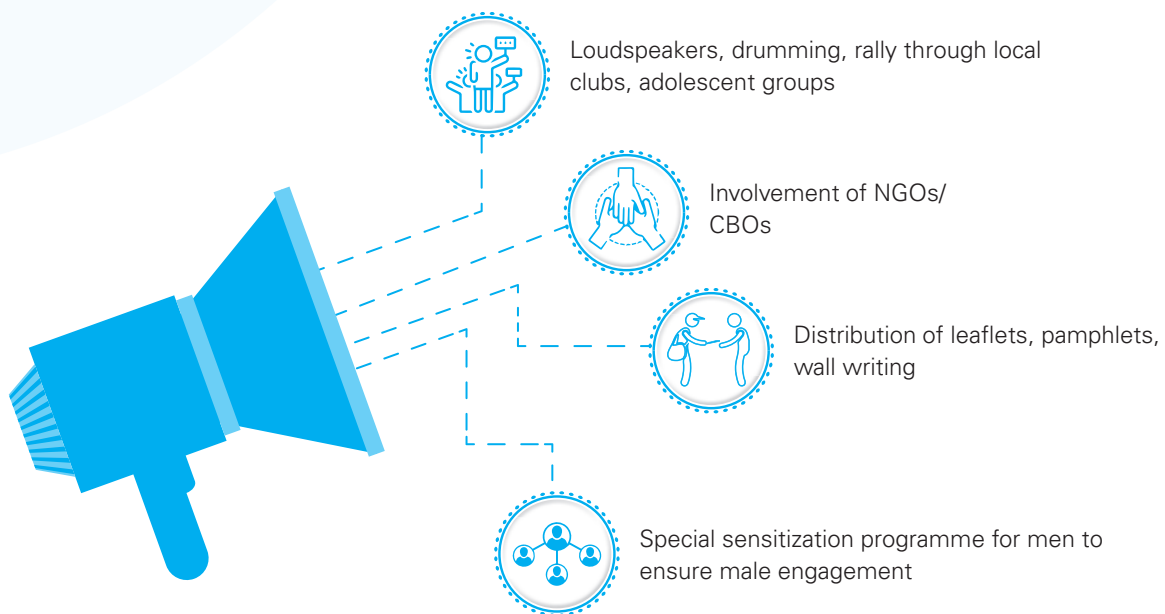 Loudspeakers, drumming, rally through local
clubs, adolescent groups
Involvement of NGOs/
CBOs
Distribution of leaflets, pamphlets,
wall writing
Special sensitization programme for men to
ensure male engagement